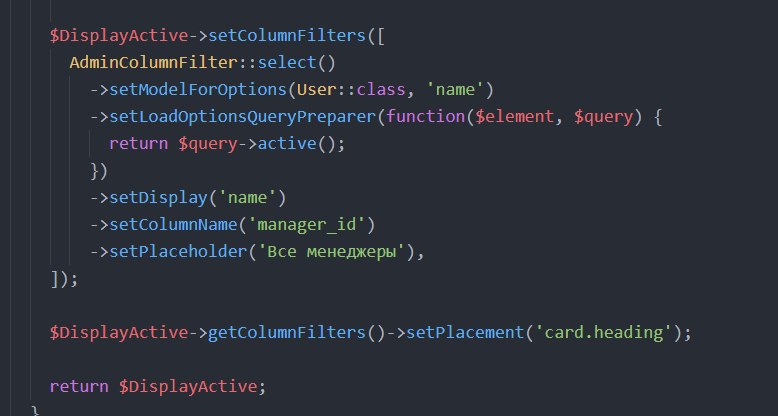 $DisplayActive->setColumnFilters([
AdminColumnFilter::select()
->setModelForOptions(User::class, 'name')
->setLoadOptionsQueryPreparer(function($element, $query) {
return $query->active();
})
->setDisplay('name')
->setColumnName('manager_id')
->setPlaceholder('Все менеджеры'),
]);
$DisplayActive->getColumnFilters()->setPlacement('card.heading');
return $DisplayActive;
}